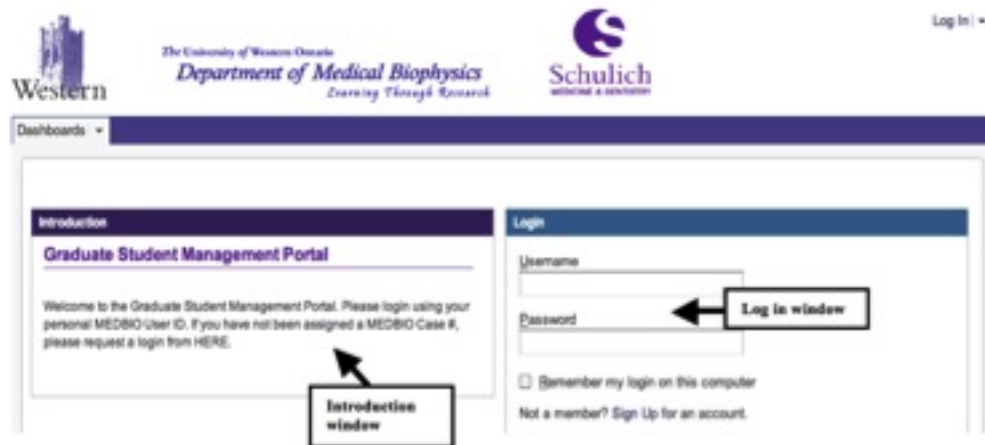 Log In
Western
The University of Western Ontario
Department of Medical Biophysics
Learning Through Research
Schulich
MEDICINE & DENTISTRY
Dashboards
Introduction
Graduate Student Management Portal
Welcome to the Graduate Student Management Portal. Please login using your
personal MEDBIO User ID. If you have not been assigned a MEDBIO Case #,
please request a login from HERE.
Introduction
window
Login
Username
Password
Log in window
Remember my login on this computer
Not a member? Sign Up for an account.